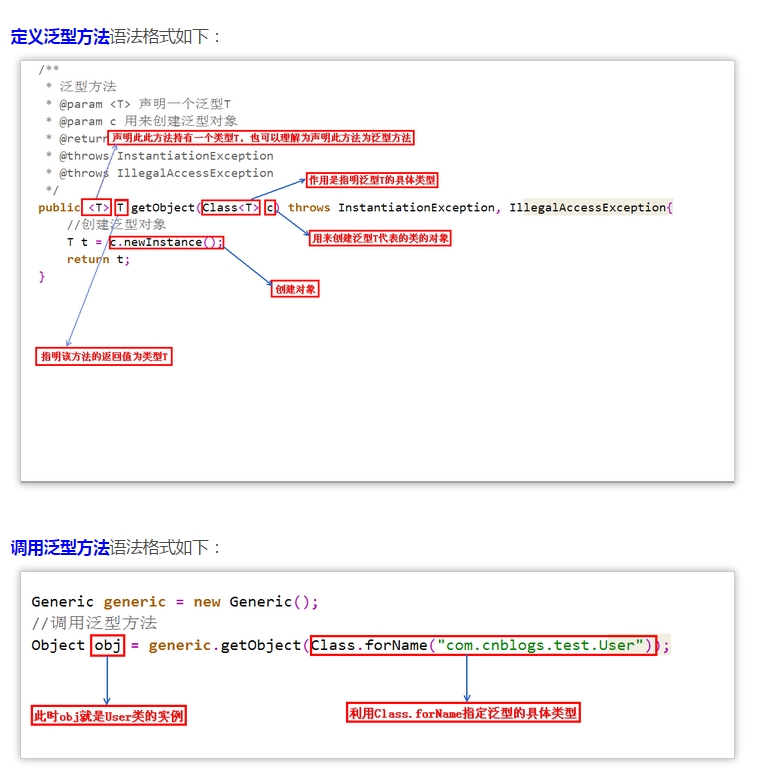 定义泛型方法语法格式如下：
/**
* 泛型方法
* @param <T> 声明一个泛型T
* @param c 用来创建泛型对象
* @return 声明此此方法持有一个类型T，也可以理解为声明此方法为泛型方法
* @throws InstantiationException
* @throws IllegalAccessException
作用是指明泛型T的具体类型
*/
public <T> T getObject(Class<T> c) throws InstantiationException, IllegalAccessException{
//创建泛型对象
用来创建泛型T代表的类的对象
T t = c.newInstance();
return t;
}
创建对象
指明该方法的返回值为类型T
调用泛型方法语法格式如下：
Generic generic = new Generic();
//调用泛型方法
Object obj = generic.getObject(Class.forName("com.cnblogs.test.User"));
此时obj就是User类的实例
利用Class.forName指定泛型的具体类型